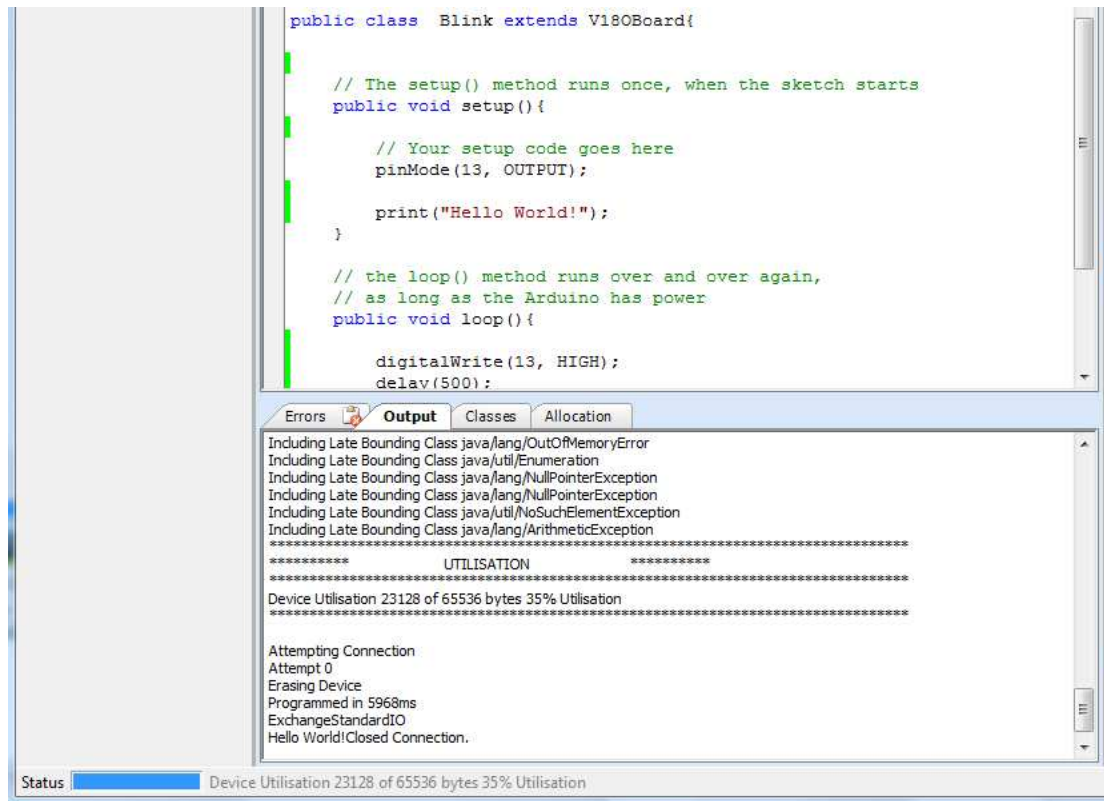 public class  Blink extends V18OBoard{
// The setup() method runs once, when the sketch starts
public void setup(){
// Your setup code goes here
pinMode(13, OUTPUT);
print("Hello World!");
}
// the loop() method runs over and over again,
// as long as the Arduino has power
public void loop(){
digitalWrite(13, HIGH);
delay(500);
Errors Output Classes Allocation
Including Late Bounding Class java/lang/OutOfMemoryError
Including Late Bounding Class java/util/Enumeration
Including Late Bounding Class java/lang/NullPointerException
Including Late Bounding Class java/lang/NullPointerException
Including Late Bounding Class java/util/NoSuchElementException
Including Late Bounding Class java/lang/ArithmeticException
********************************************************************************
********** UTILISATION **********
********************************************************************************
Device Utilisation 23128 of 65536 bytes 35% Utilisation
********************************************************************************
Attempting Connection
Attempt 0
Erasing Device
Programmed in 5968ms
ExchangeStandardIO
Hello World!Closed Connection.
Status Device Utilisation 23128 of 65536 bytes 35% Utilisation